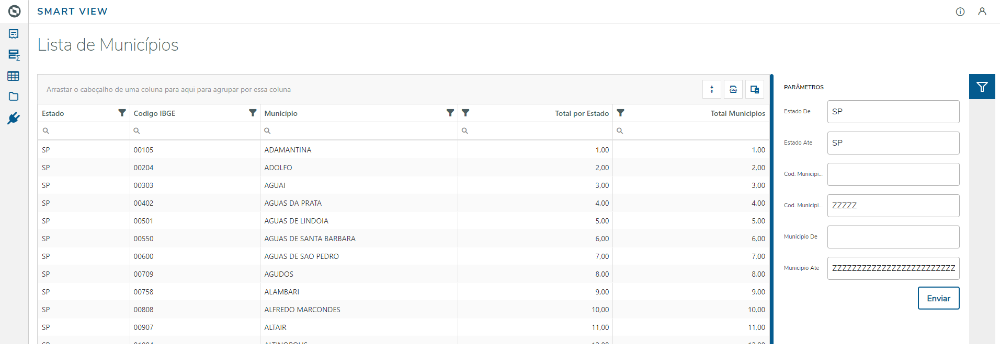 SMART VIEW
Lista de Municípios
Arrastar o cabeçalho de uma coluna para aqui para agrupar por essa coluna
xlsx
Estado Codigo IBGE Município Total por Estado Total Municipios
SP 00105 ADAMANTINA 1,00 1,00
SP 00204 ADOLFO 2,00 2,00
SP 00303 AGUAI 3,00 3,00
SP 00402 AGUAS DA PRATA 4,00 4,00
SP 00501 AGUAS DE LINDOIA 5,00 5,00
SP 00550 AGUAS DE SANTA BARBARA 6,00 6,00
SP 00600 AGUAS DE SAO PEDRO 7,00 7,00
SP 00709 AGUDOS 8,00 8,00
SP 00758 ALAMBARI 9,00 9,00
SP 00808 ALFREDO MARCONDES 10,00 10,00
SP 00907 ALTAIR 11,00 11,00
PARÂMETROS
Estado De SP
Estado Ate SP
Cod. Municipi...
Cod. Municipi... ZZZZZ
Municipio De
Municipio Ate ZZZZZZZZZZZZZZZZZZZZZZZZZ
Enviar